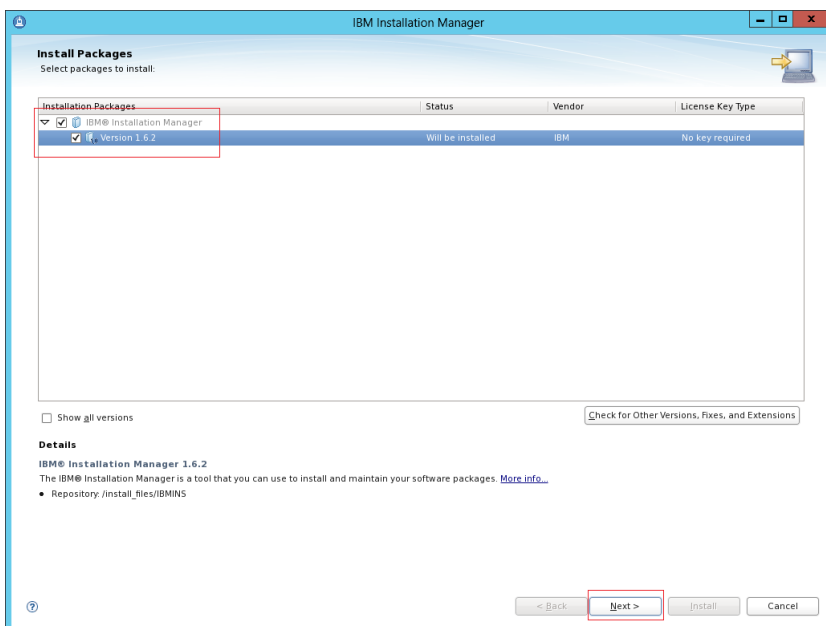 IBM Installation Manager
Install Packages
Select packages to install:
Installation Packages Status Vendor License Key Type
IBM® Installation Manager
Version 1.6.2 Will be installed IBM No key required
Show all versions Check for Other Versions, Fixes, and Extensions
Details
IBM® Installation Manager 1.6.2
The IBM® Installation Manager is a tool that you can use to install and maintain your software packages. More info...
• Repository: /install_files/IBMINS
? < Back Next > Install Cancel